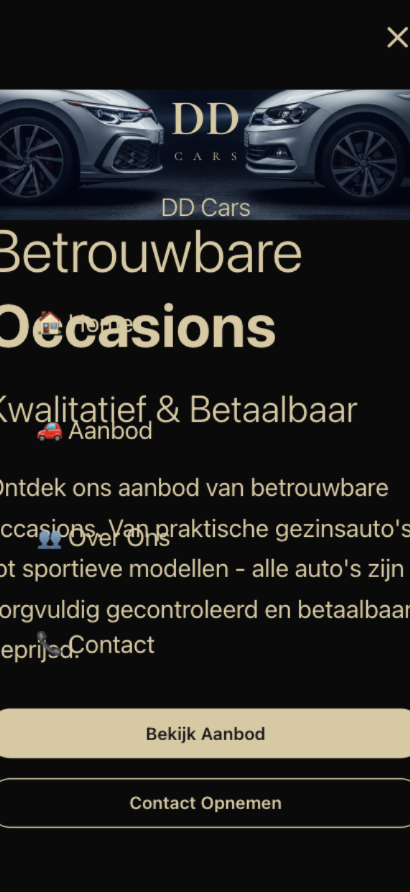 DD
CARS
DD Cars
Betrouwbare
Occasions
Home
Kwalitatief & Betaalbaar
Aanbod
Ontdek ons aanbod van betrouwbare
occasions. Van praktische gezinsauto's
Over Ons
tot sportieve modellen - alle auto's zijn
zorgvuldig gecontroleerd en betaalbaar
Contact
geprijsd.
Bekijk Aanbod
Contact Opnemen